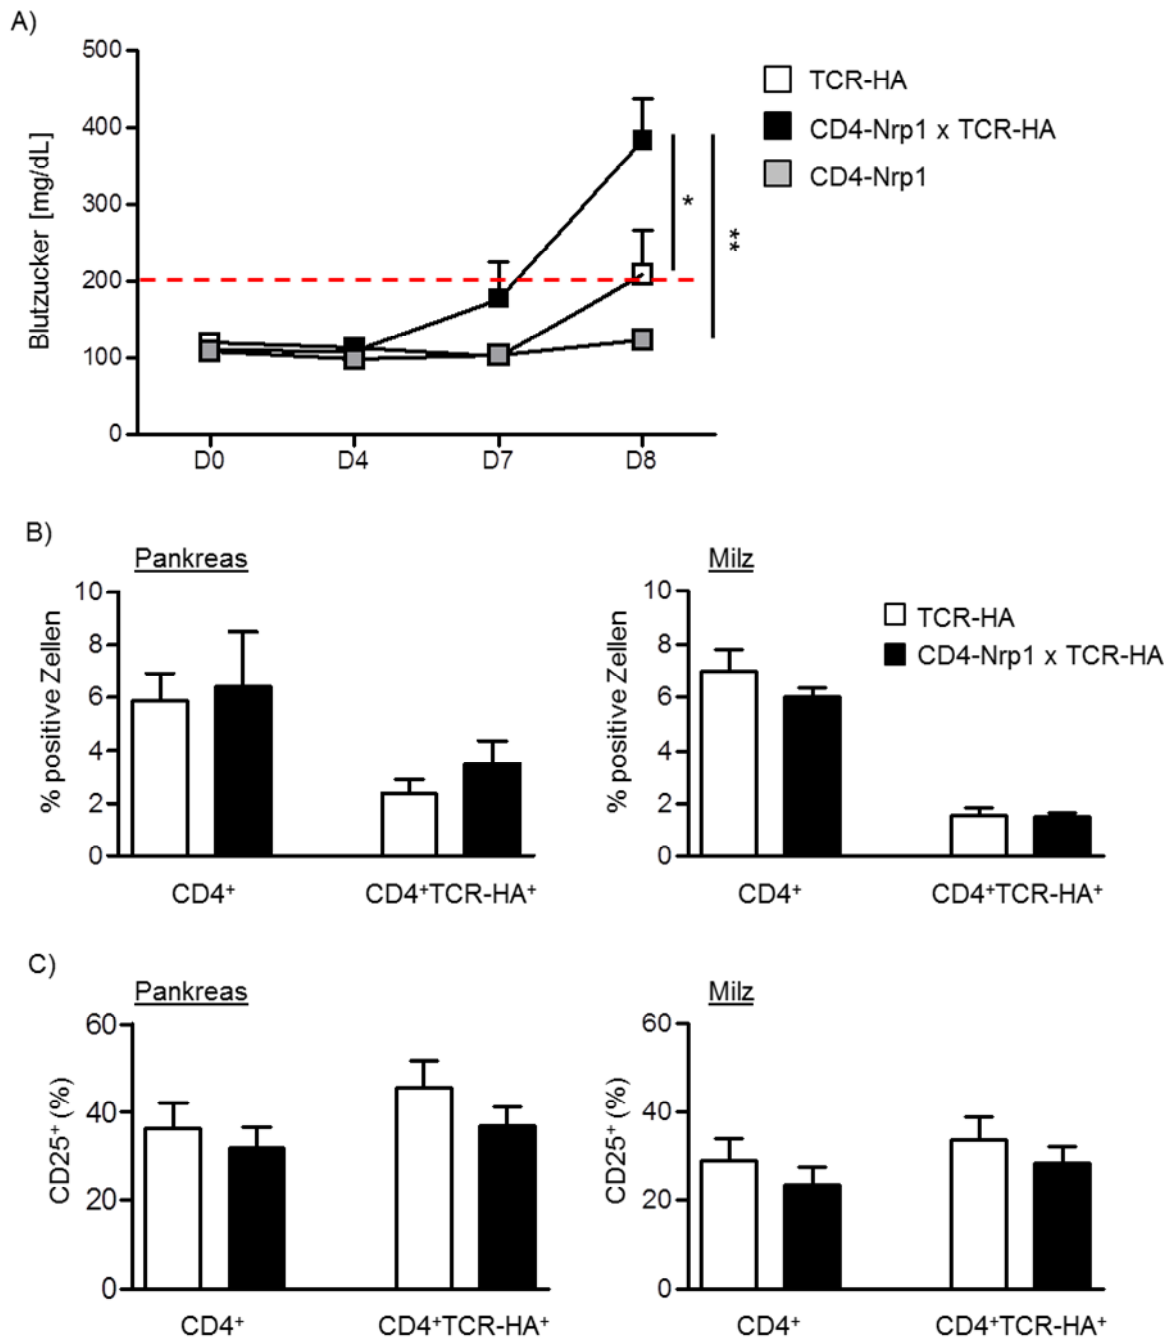 A)
500
400
300
200
100
0
Blutzucker [mg/dL]
D0 D4 D7 D8
*
**
TCR-HA
CD4-Nrp1 x TCR-HA
CD4-Nrp1
B)
Pankreas
10
8
6
4
2
0
% positive Zellen
CD4⁺ CD4⁺TCR-HA⁺
Milz
10
8
6
4
2
0
% positive Zellen
CD4⁺ CD4⁺TCR-HA⁺
TCR-HA
CD4-Nrp1 x TCR-HA
C)
Pankreas
60
40
20
0
CD25⁺ (%)
CD4⁺ CD4⁺TCR-HA⁺
Milz
60
40
20
0
CD25⁺ (%)
CD4⁺ CD4⁺TCR-HA⁺